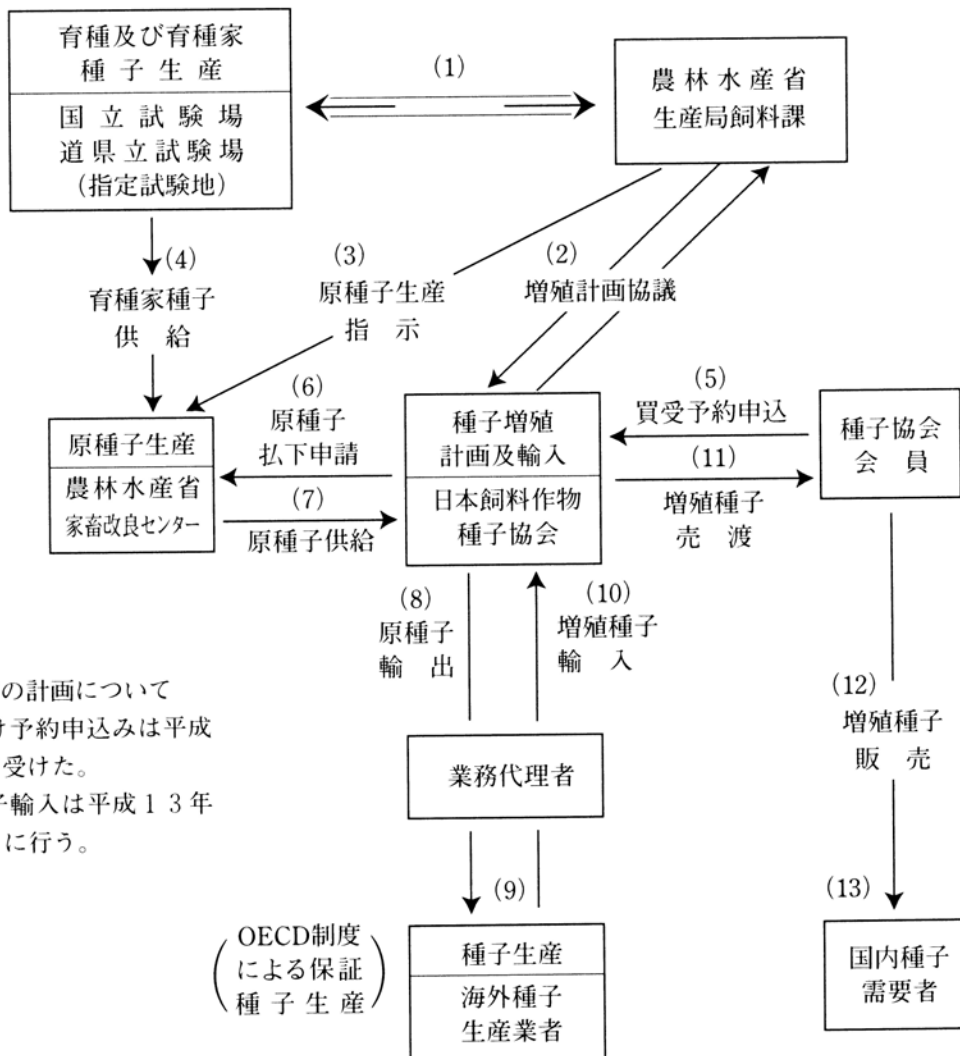 育種及び育種家
種子生産
国立試験場
道県立試験場
（指定試験地）
(1)
農林水産省
生産局飼料課
(4)
育種家種子
供給
(3)
原種子生産
指示
(2)
増殖計画協議
原種子生産
農林水産省
家畜改良センター
(6)
原種子
払下申請
(7)
原種子供給
種子増殖
計画及輸入
日本飼料作物
種子協会
(5)
買受予約申込
(11)
増殖種子
売渡
種子協会
会員
(8)
原種子
輸出
(10)
増殖種子
輸入
の計画について
け予約申込みは平成
受けた。
子輸入は平成１３年
に行う。
業務代理者
(12)
増殖種子
販売
(9)
OECD制度
による保証
種子生産
種子生産
海外種子
生産業者
(13)
国内種子
需要者